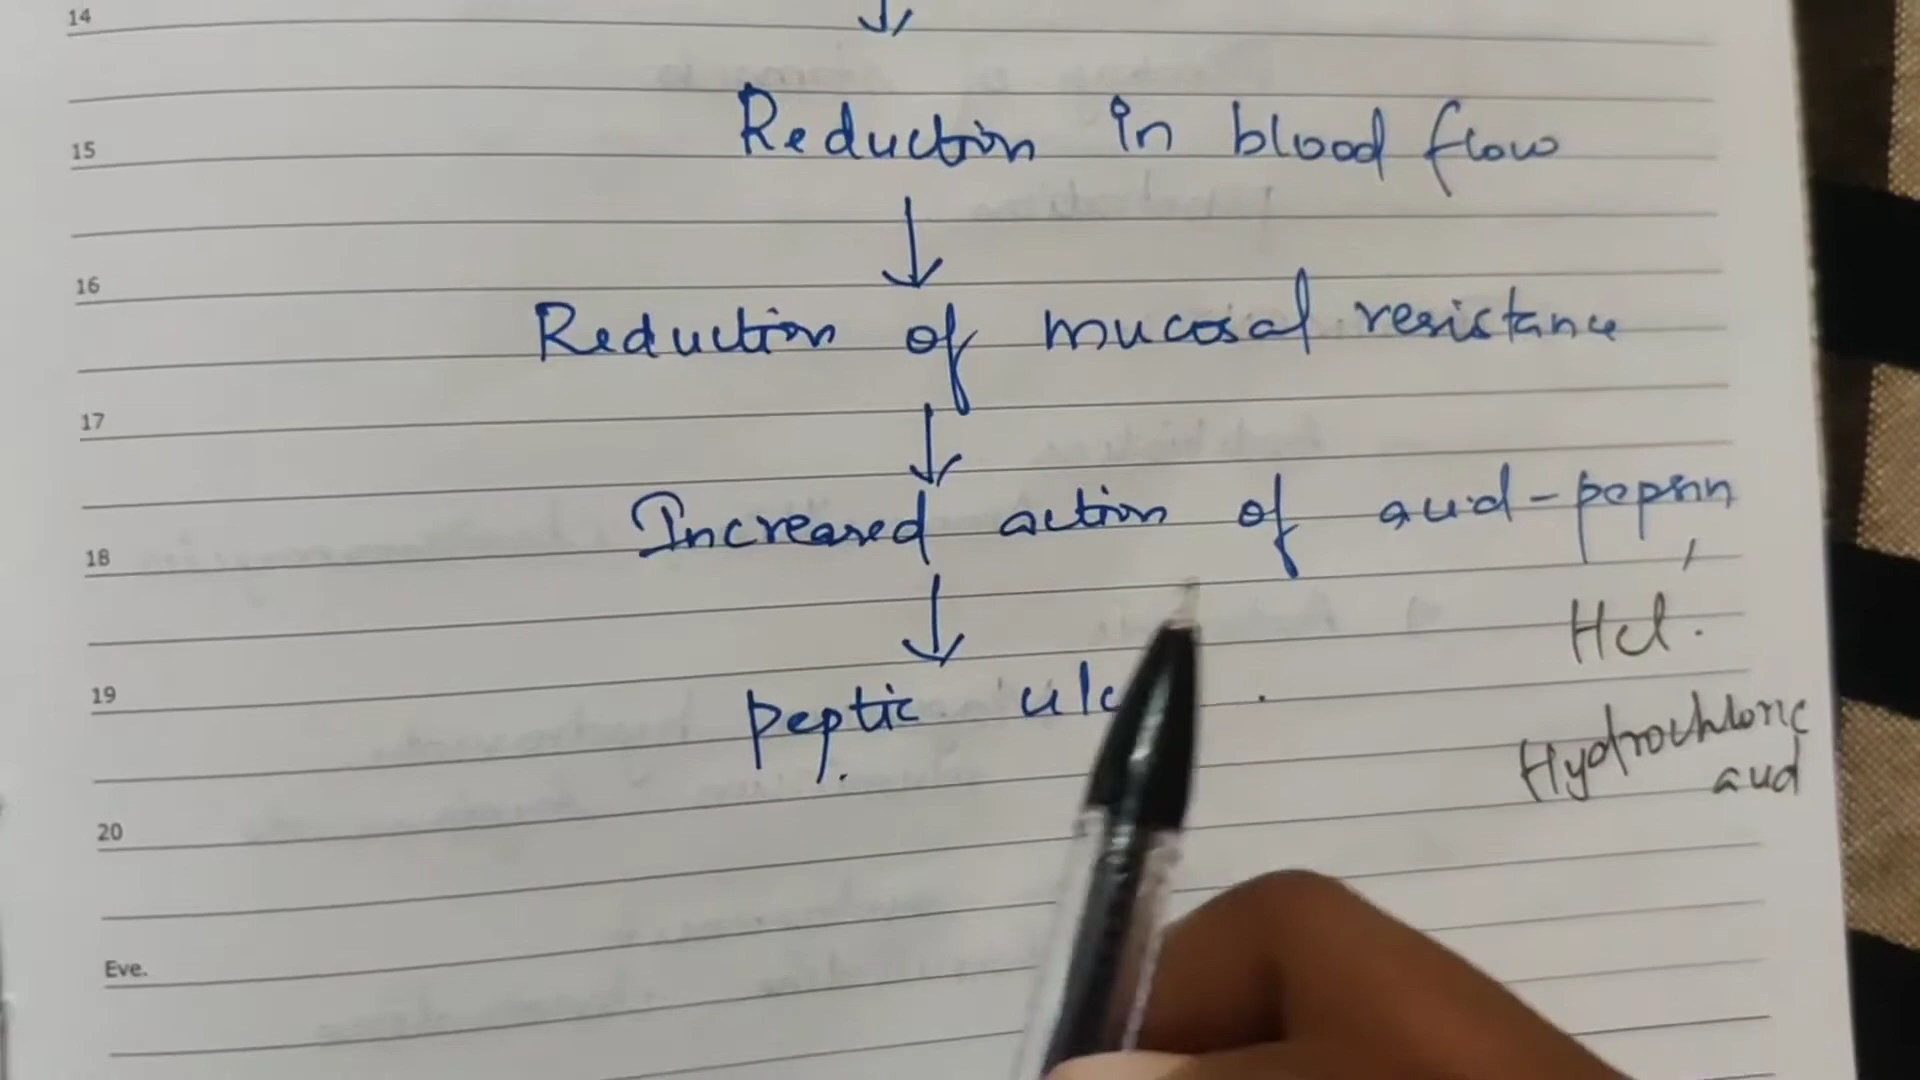 14
Reduction in blood flow
15
16
Reduction of mucosal resistance
17
Increased action of acid-pepsin,
18
HCl.
19
peptic ulc
Hydrochloric
acid
20
Eve.